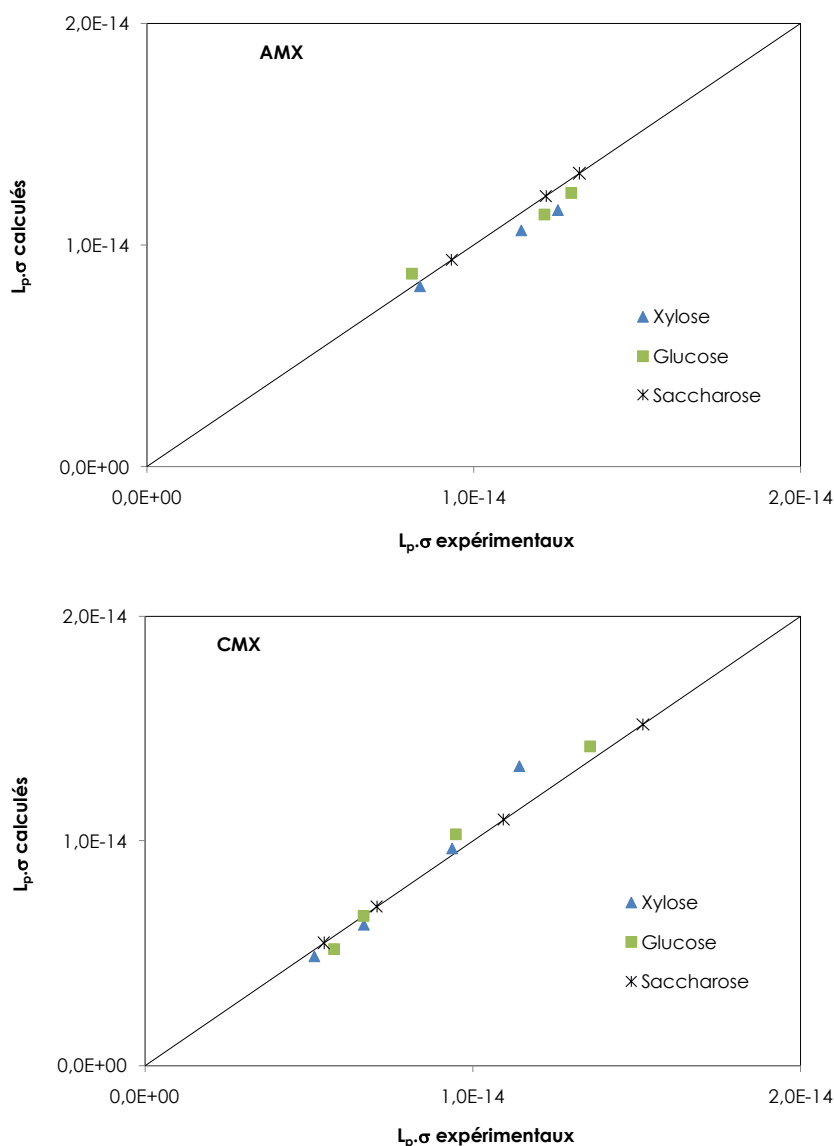 2,0E-14
AMX
Lp.σ calculés
1,0E-14
Xylose
Glucose
Saccharose
0,0E+00
0,0E+00 1,0E-14 2,0E-14
Lp.σ expérimentaux
2,0E-14
CMX
Lp.σ calculés
1,0E-14
Xylose
Glucose
Saccharose
0,0E+00
0,0E+00 1,0E-14 2,0E-14
Lp.σ expérimentaux